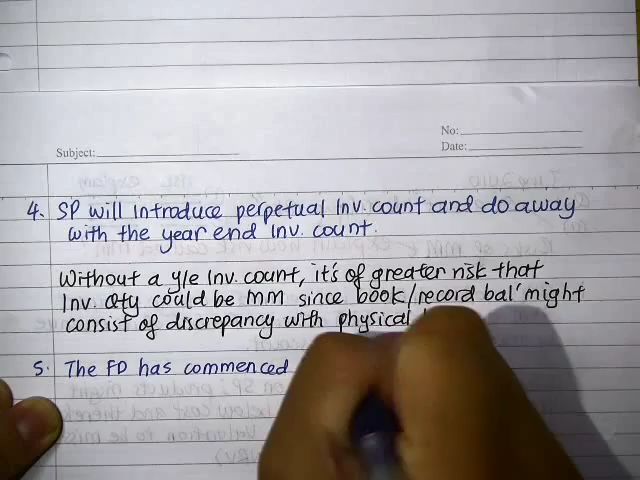 No:
Subject:
Date:
4. SP will introduce perpetual Inv. count and do away
with the year end Inv. count.
Without a y/e Inv. count, it's of greater risk that
Inv. Qty could be MM since book/record bal' might
consist of discrepancy with physical
5. The FD has commenced